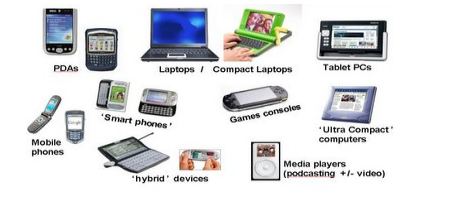 PDAs
Laptops / Compact Laptops
Tablet PCs
Mobile phones
'Smart phones'
Games consoles
'Ultra Compact' computers
'hybrid' devices
Media players
(podcasting +/- video)